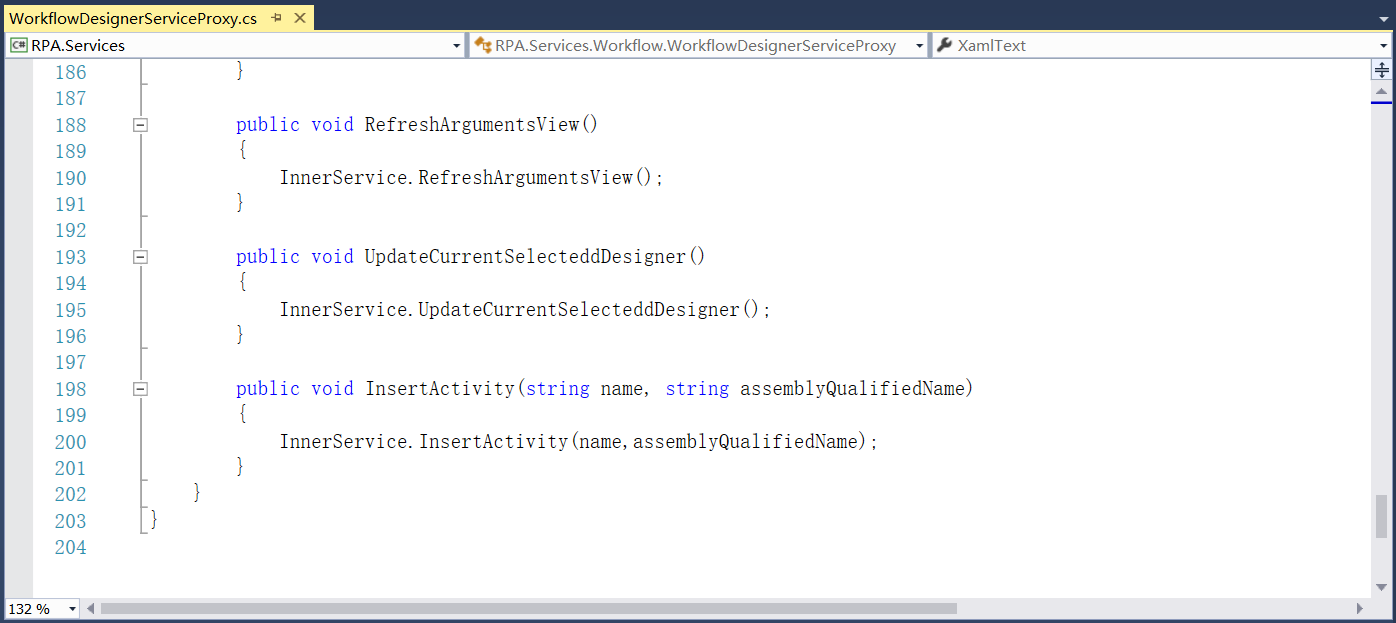 WorkflowDesignerServiceProxy.cs
C# RPA.Services RPA.Services.Workflow.WorkflowDesignerServiceProxy XamlText
186 }
187
188 public void RefreshArgumentsView()
189 {
190 InnerService.RefreshArgumentsView();
191 }
192
193 public void UpdateCurrentSelecteddDesigner()
194 {
195 InnerService.UpdateCurrentSelecteddDesigner();
196 }
197
198 public void InsertActivity(string name, string assemblyQualifiedName)
199 {
200 InnerService.InsertActivity(name,assemblyQualifiedName);
201 }
202 }
203 }
204
132 %